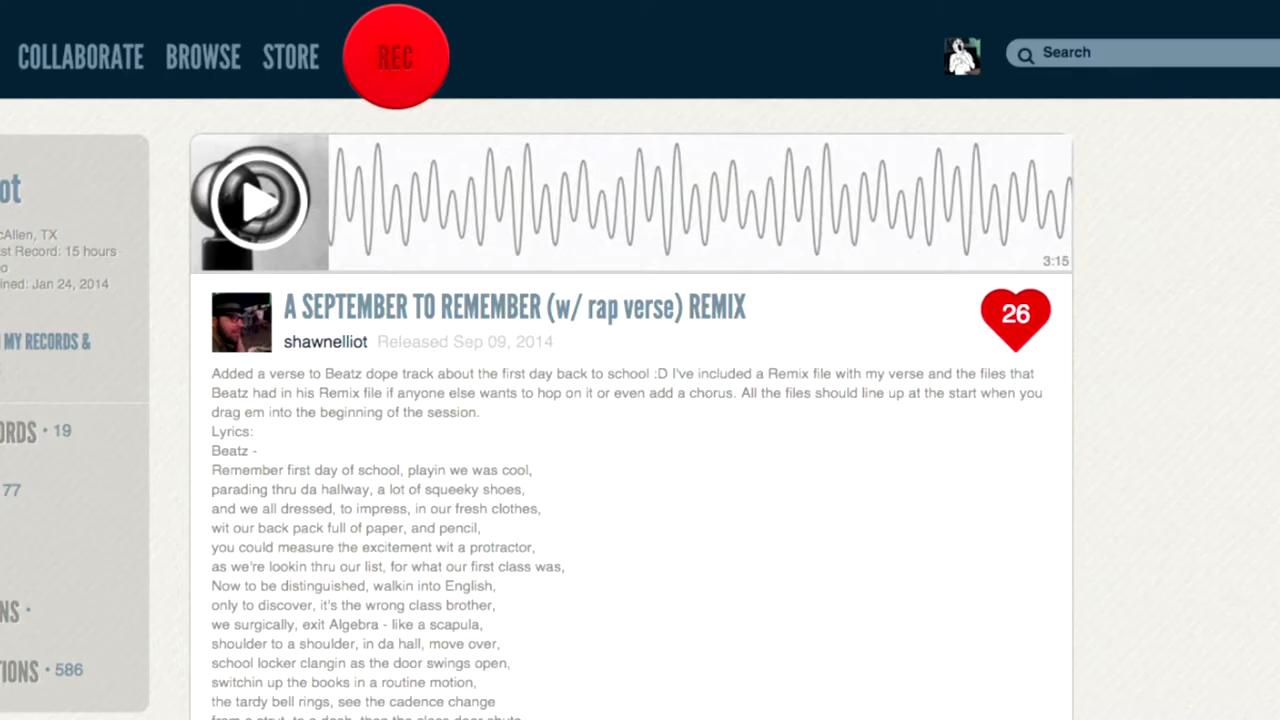 COLLABORATE BROWSE STORE REC Search
ot
cAllen, TX
st Record: 15 hours
o
ined: Jan 24, 2014
MY RECORDS &
ORDS • 19
77
NS •
TIONS • 586
3:15
A SEPTEMBER TO REMEMBER (w/ rap verse) REMIX
26
shawnelliot Released Sep 09, 2014
Added a verse to Beatz dope track about the first day back to school :D I've included a Remix file with my verse and the files that
Beatz had in his Remix file if anyone else wants to hop on it or even add a chorus. All the files should line up at the start when you
drag em into the beginning of the session.
Lyrics:
Beatz -
Remember first day of school, playin we was cool,
parading thru da hallway, a lot of squeeky shoes,
and we all dressed, to impress, in our fresh clothes,
wit our back pack full of paper, and pencil,
you could measure the excitement wit a protractor,
as we're lookin thru our list, for what our first class was,
Now to be distinguished, walkin into English,
only to discover, it's the wrong class brother,
we surgically, exit Algebra - like a scapula,
shoulder to a shoulder, in da hall, move over,
school locker clangin as the door swings open,
switchin up the books in a routine motion,
the tardy bell rings, see the cadence change
from a strut, to a dash, then the class door shuts